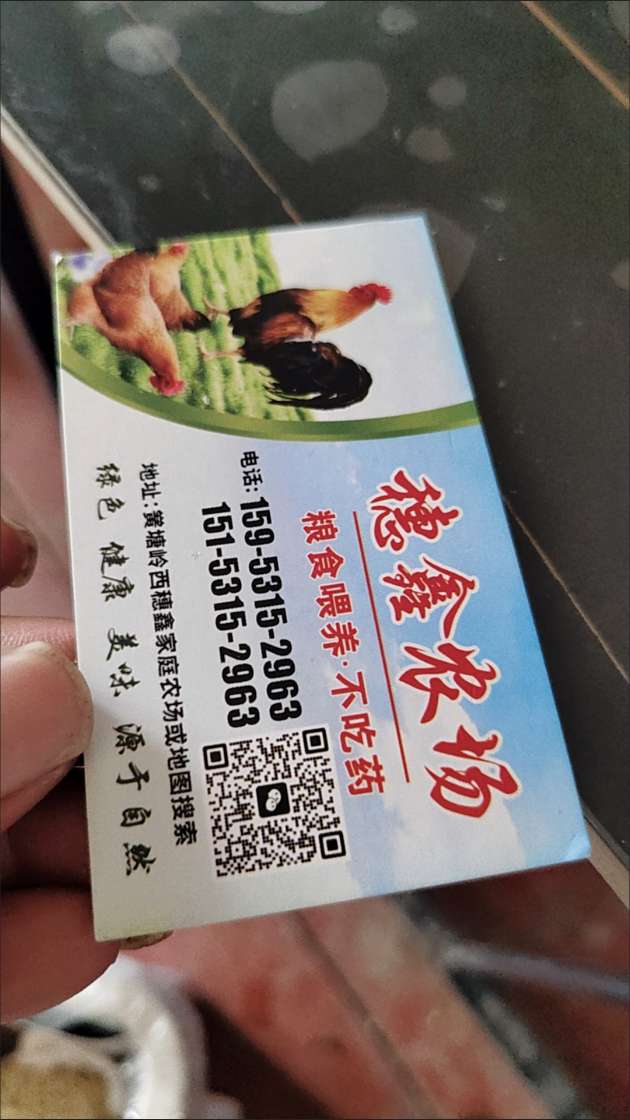 穗鑫农场
粮食喂养·不吃药
电话:159-5315-2963
151-5315-2963
地址:簧塘岭西穗鑫家庭农场或地图搜索
绿色 健康 美味 源于自然